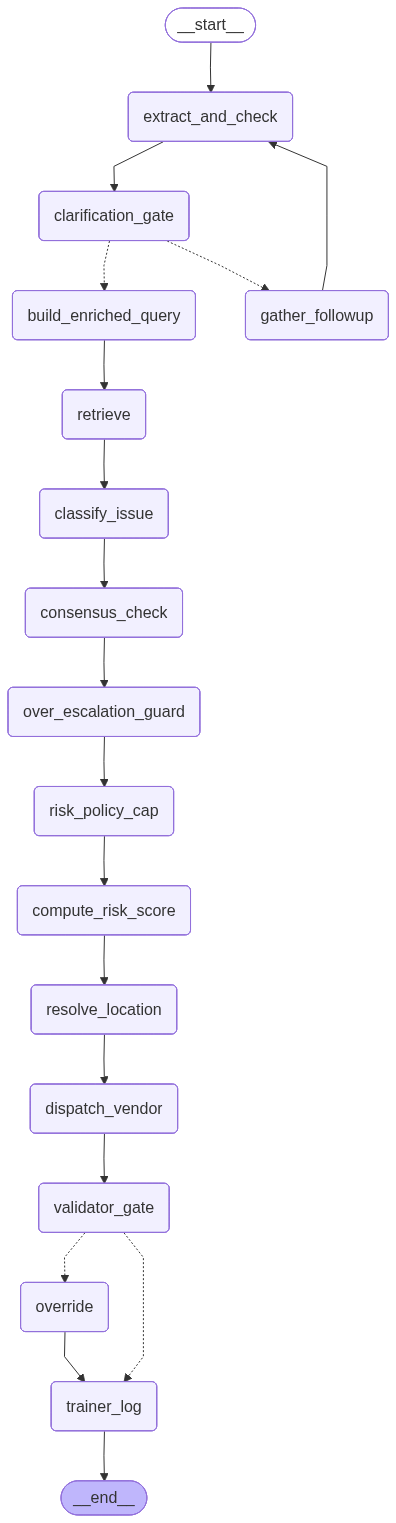 __start__
extract_and_check
clarification_gate
build_enriched_query
gather_followup
retrieve
classify_issue
consensus_check
over_escalation_guard
risk_policy_cap
compute_risk_score
resolve_location
dispatch_vendor
validator_gate
override
trainer_log
__end__